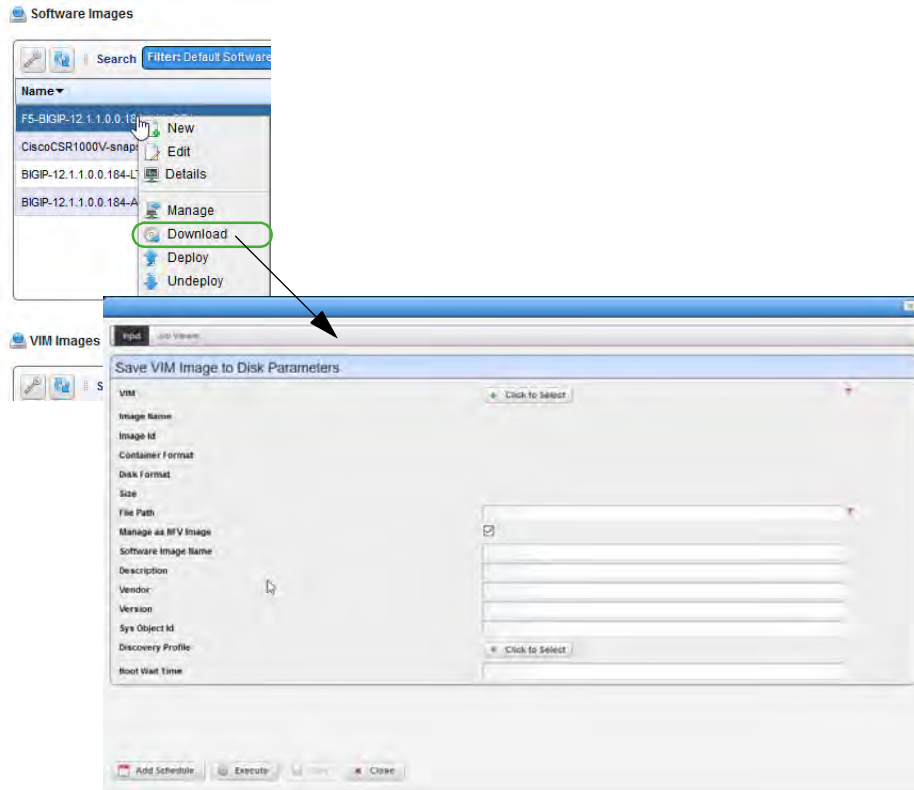 Software Images
Search Filter: Default Software
Name
F5-BIGIP-12.1.1.0.0.18
CiscoCSR1000V-snaps
BIGIP-12.1.1.0.0.184-LT
BIGIP-12.1.1.0.0.184-A
New
Edit
Details
Manage
Download
Deploy
Undeploy
VIM Images
S
Input Job Viewer
Save VIM Image to Disk Parameters
VIM Click to Select
Image Name
Image Id
Container Format
Disk Format
Size
File Path
Manage as NFV Image
Software Image Name
Description
Vendor
Version
Sys Object Id
Discovery Profile Click to Select
Boot Wait Time
Add Schedule Execute Close